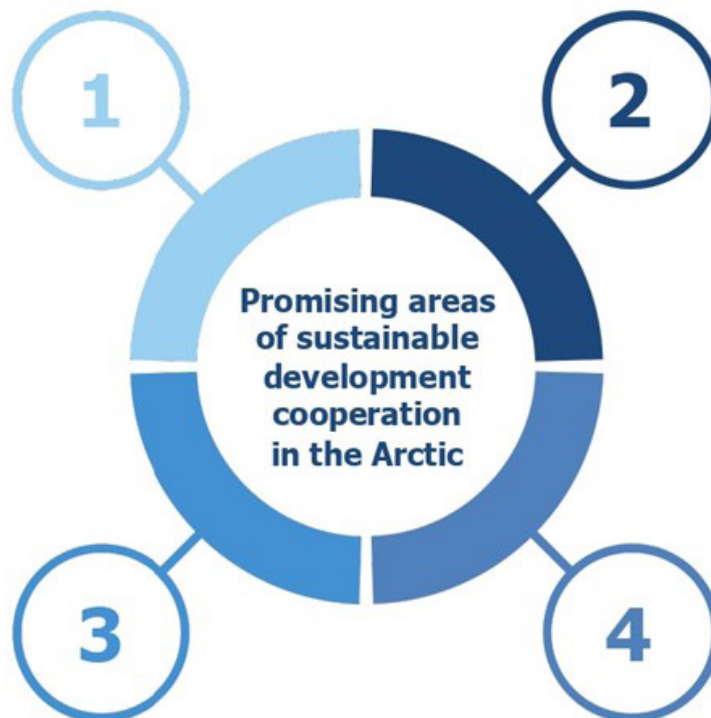 1
2
Promising areas
of sustainable
development
cooperation
in the Arctic
3
4